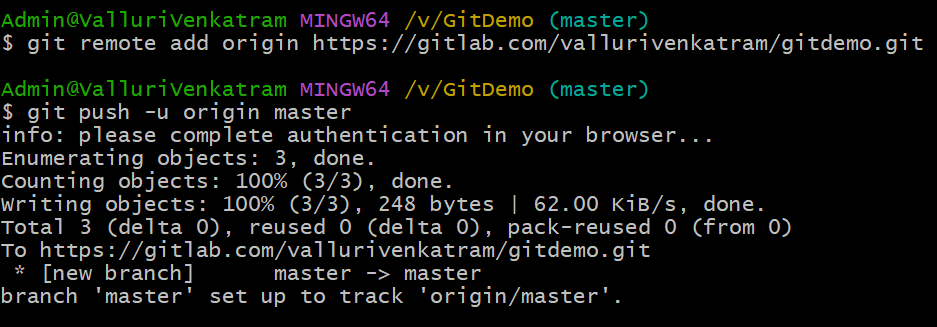 Admin@ValluriVenkatram MINGW64 /v/GitDemo (master)
$ git remote add origin https://gitlab.com/vallurivenkatram/gitdemo.git
Admin@ValluriVenkatram MINGW64 /v/GitDemo (master)
$ git push -u origin master
info: please complete authentication in your browser...
Enumerating objects: 3, done.
Counting objects: 100% (3/3), done.
Writing objects: 100% (3/3), 248 bytes | 62.00 KiB/s, done.
Total 3 (delta 0), reused 0 (delta 0), pack-reused 0 (from 0)
To https://gitlab.com/vallurivenkatram/gitdemo.git
 * [new branch]      master -> master
branch 'master' set up to track 'origin/master'.